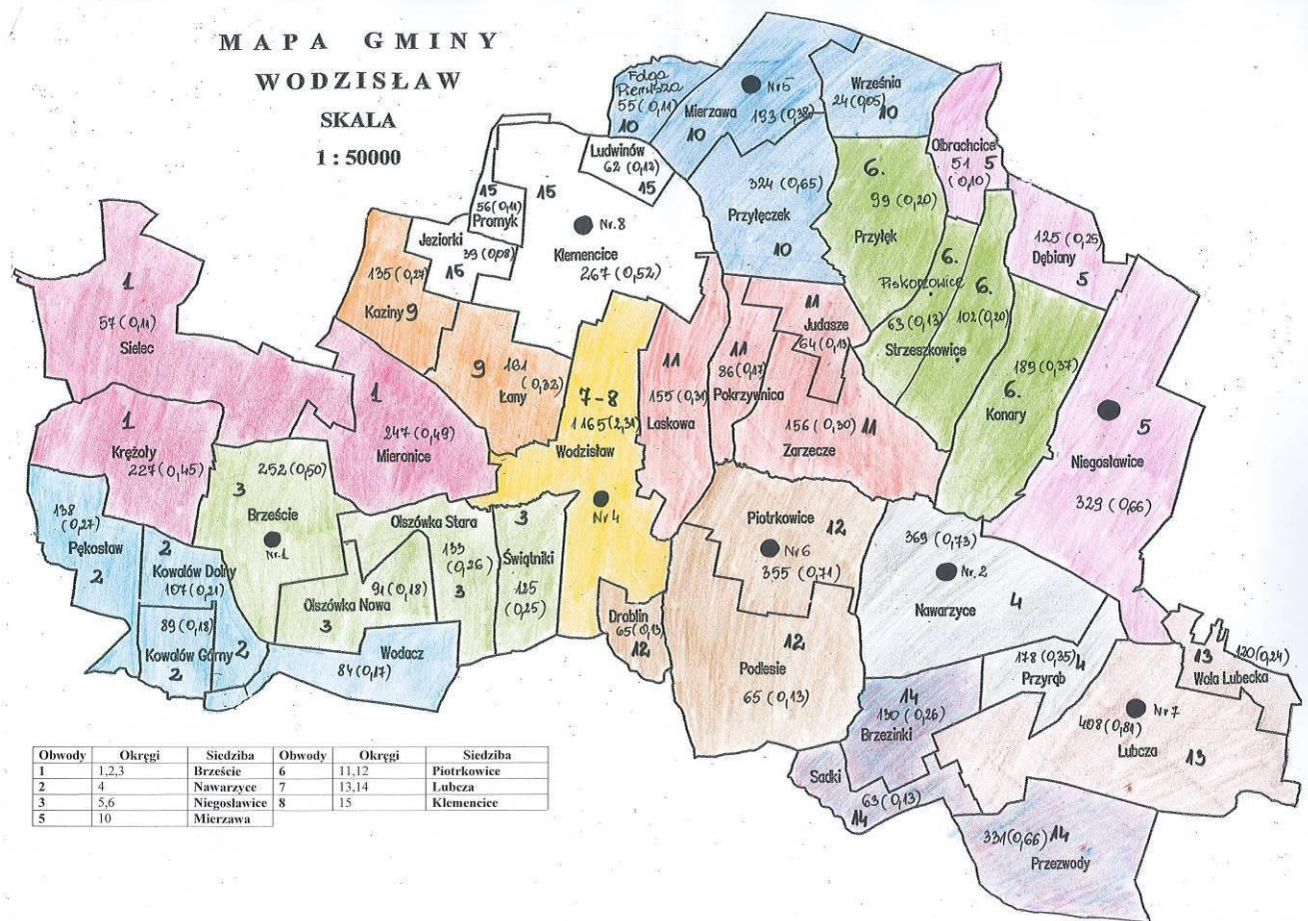 MAPA GMINY
WODZISŁAW
SKALA
1 : 50000
Folga
Pierwsza
55 (0,11)
10
Mierzawa
Nr 5
193 (0,38)
10
Września
24 (0,05)
10
Olbrachcice
51 5
(0,10)
Ludwinów
62 (0,12)
15
15
56 (0,11)
Promyk
15
Nr. 8
Klemencice
267 (0,52)
Jeziorki
39 (0,08)
15
324 (0,65)
Przyłęczek
10
6.
99 (0,20)
Przyłęk
125 (0,25)
Dębiany
5
6.
Piskorzowice
63 (0,13)
6.
102 (0,20)
Strzeszkowice
189 (0,37)
6.
Konary
5
Niegosławice
329 (0,66)
1
57 (0,11)
Sielec
135 (0,27)
Kaziny 9
9 161
(0,32)
Łany
11
Judasze
64 (0,13)
11
86 (0,17)
Pokrzywnica
11
155 (0,31)
Laskowa
156 (0,30) 11
Zarzecze
7-8
1165 (2,31)
Wodzisław
Nr 4
1
247 (0,49)
Mieronice
1
Krężoły
227 (0,45)
252 (0,50)
3
Brzeście
Nr. 1
138
(0,27)
Pękosław
2
2
Kowalów Dolny
107 (0,21)
89 (0,18)
Kowalów Górny 2
2
Olszówka Stara
133
(0,26)
3
91 (0,18)
Olszówka Nowa
3
3
Świątniki
125
(0,25)
Wodacz
84 (0,17)
Droblin
65 (0,13)
12
Piotrkowice 12
Nr 6
355 (0,71)
12
Podlesie
65 (0,13)
369 (0,73)
Nr. 2
Nawarzyce 4
178 (0,35) 4
Przyrąb
13 120 (0,24)
Wola Lubecka
Nr 7
408 (0,81)
Lubcza
13
14
130 (0,26)
Brzezinki
Sadki
63 (0,13)
14
331 (0,66) 14
Przezwody
Obwody Okręgi Siedziba Obwody Okręgi Siedziba
1 1,2,3 Brzeście 6 11,12 Piotrkowice
2 4 Nawarzyce 7 13,14 Lubcza
3 5,6 Niegosławice 8 15 Klemencice
5 10 Mierzawa